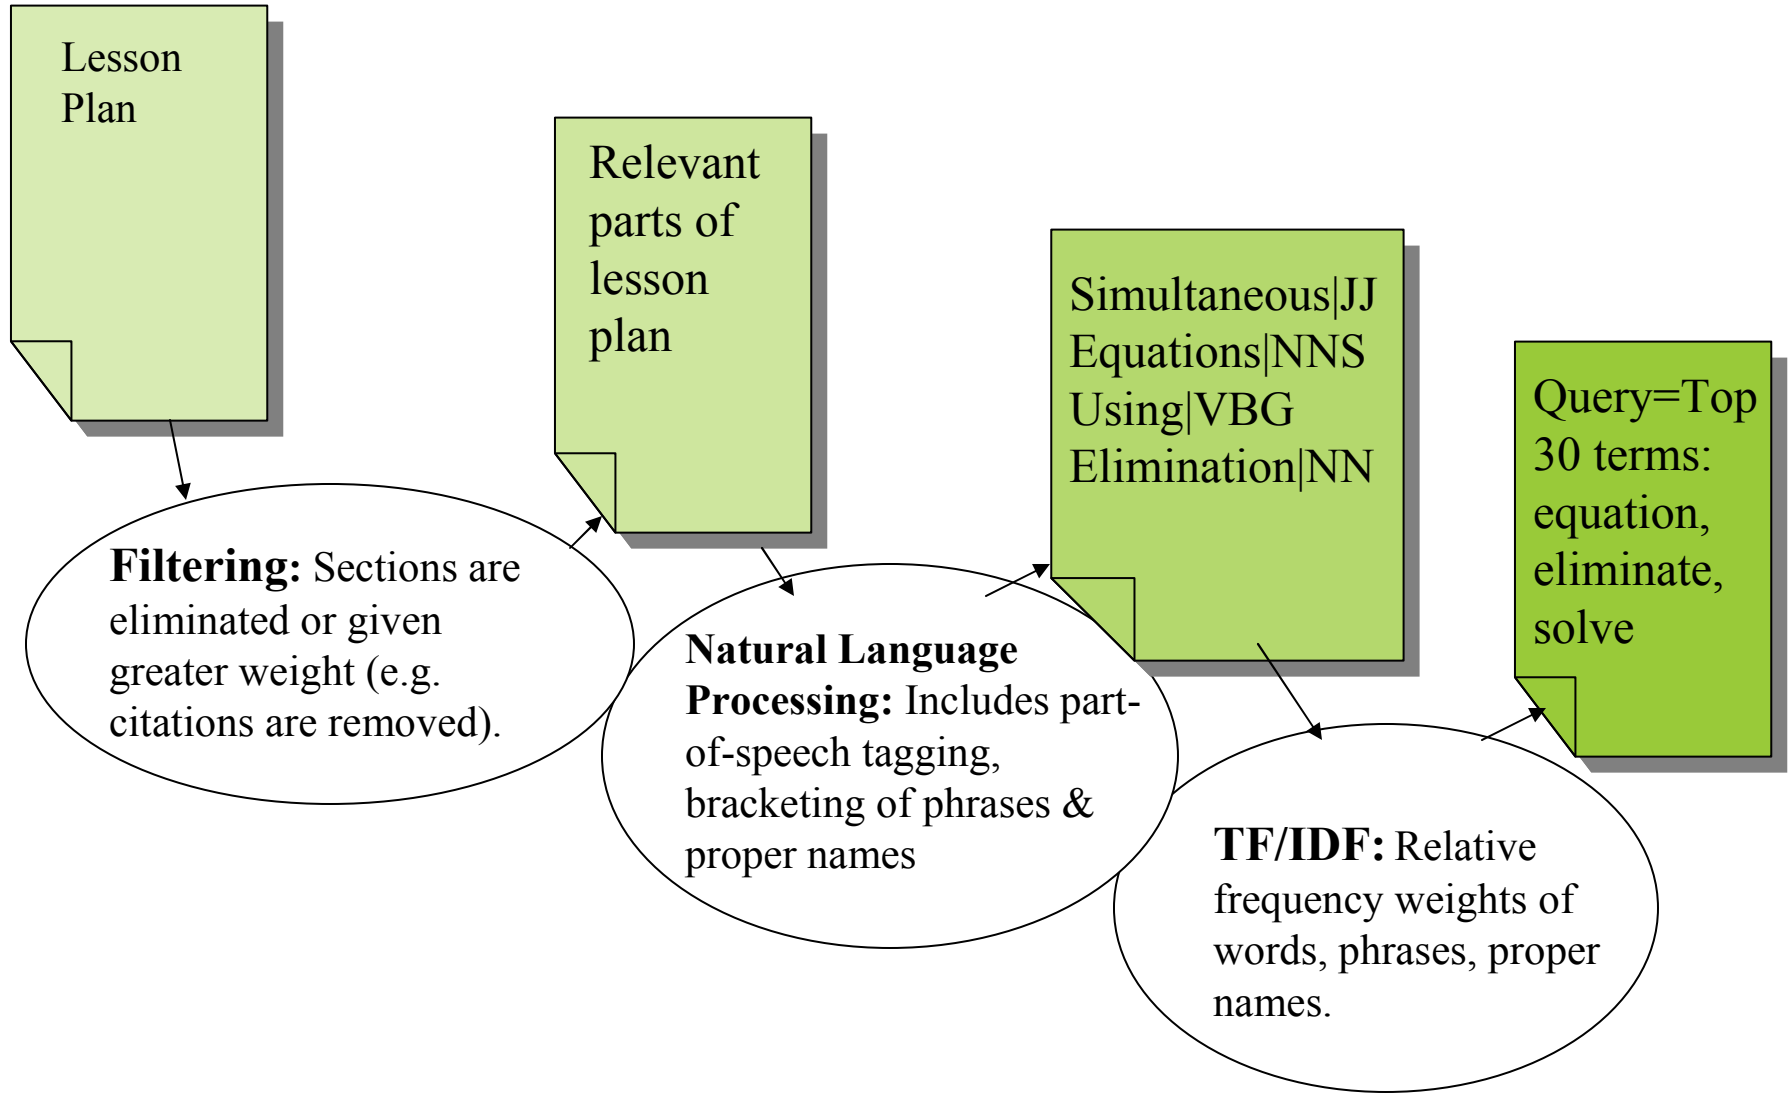 Lesson
Plan
Filtering: Sections are
eliminated or given
greater weight (e.g.
citations are removed).
Relevant
parts of
lesson
plan
Natural Language
Processing: Includes part-
of-speech tagging,
bracketing of phrases &
proper names
Simultaneous|JJ
Equations|NNS
Using|VBG
Elimination|NN
TF/IDF: Relative
frequency weights of
words, phrases, proper
names.
Query=Top
30 terms:
equation,
eliminate,
solve